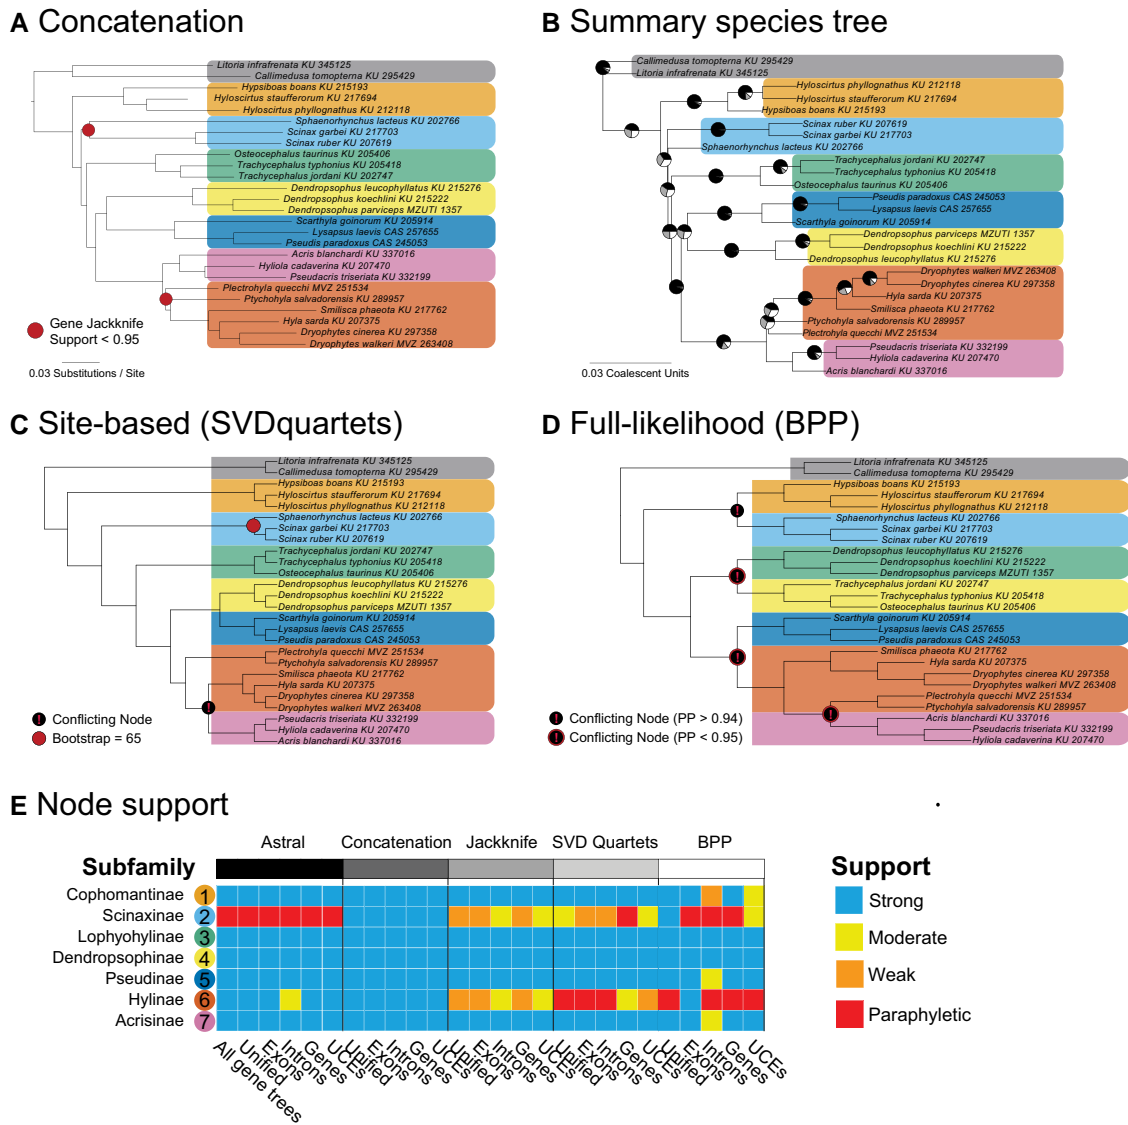 A Concatenation
Litoria infrafrenata KU 345125
Callimedusa tomopterna KU 295429
Hypsiboas boans KU 215193
Hyloscirtus staufferorum KU 217694
Hyloscirtus phyllognathus KU 212118
Sphaenorhynchus lacteus KU 202766
Scinax garbei KU 217703
Scinax ruber KU 207619
Osteocephalus taurinus KU 205406
Trachycephalus typhonius KU 205418
Trachycephalus jordani KU 202747
Dendropsophus leucophyllatus KU 215276
Dendropsophus koechlini KU 215222
Dendropsophus parviceps MZUTI 1357
Scarthyla goinorum KU 205914
Lysapsus laevis CAS 257655
Pseudis paradoxus CAS 245053
Acris blanchardi KU 337016
Hyliola cadaverina KU 207470
Pseudacris triseriata KU 332199
Plectrohyla quecchi MVZ 251534
Ptychohyla salvadorensis KU 289957
Smilisca phaeota KU 217762
Hyla sarda KU 207375
Dryophytes cinerea KU 297358
Dryophytes walkeri MVZ 263408
Gene Jackknife
Support < 0.95
0.03 Substitutions / Site
B Summary species tree
Callimedusa tomopterna KU 295429
Litoria infrafrenata KU 345125
Hyloscirtus phyllognathus KU 212118
Hyloscirtus staufferorum KU 217694
Hypsiboas boans KU 215193
Scinax ruber KU 207619
Scinax garbei KU 217703
Sphaenorhynchus lacteus KU 202766
Trachycephalus jordani KU 202747
Trachycephalus typhonius KU 205418
Osteocephalus taurinus KU 205406
Pseudis paradoxus CAS 245053
Lysapsus laevis CAS 257655
Scarthyla goinorum KU 205914
Dendropsophus parviceps MZUTI 1357
Dendropsophus koechlini KU 215222
Dendropsophus leucophyllatus KU 215276
Dryophytes walkeri MVZ 263408
Dryophytes cinerea KU 297358
Hyla sarda KU 207375
Smilisca phaeota KU 217762
Ptychohyla salvadorensis KU 289957
Plectrohyla quecchi MVZ 251534
Pseudacris triseriata KU 332199
Hyliola cadaverina KU 207470
Acris blanchardi KU 337016
0.03 Coalescent Units
C Site-based (SVDquartets)
Litoria infrafrenata KU 345125
Callimedusa tomopterna KU 295429
Hypsiboas boans KU 215193
Hyloscirtus staufferorum KU 217694
Hyloscirtus phyllognathus KU 212118
Sphaenorhynchus lacteus KU 202766
Scinax garbei KU 217703
Scinax ruber KU 207619
Trachycephalus jordani KU 202747
Trachycephalus typhonius KU 205418
Osteocephalus taurinus KU 205406
Dendropsophus leucophyllatus KU 215276
Dendropsophus koechlini KU 215222
Dendropsophus parviceps MZUTI 1357
Scarthyla goinorum KU 205914
Lysapsus laevis CAS 257655
Pseudis paradoxus CAS 245053
Plectrohyla quecchi MVZ 251534
Ptychohyla salvadorensis KU 289957
Smilisca phaeota KU 217762
Hyla sarda KU 207375
Dryophytes cinerea KU 297358
Dryophytes walkeri MVZ 263408
Pseudacris triseriata KU 332199
Hyliola cadaverina KU 207470
Acris blanchardi KU 337016
! Conflicting Node
Bootstrap = 65
D Full-likelihood (BPP)
Litoria infrafrenata KU 345125
Callimedusa tomopterna KU 295429
Hypsiboas boans KU 215193
Hyloscirtus staufferorum KU 217694
Hyloscirtus phyllognathus KU 212118
Sphaenorhynchus lacteus KU 202766
Scinax garbei KU 217703
Scinax ruber KU 207619
Dendropsophus leucophyllatus KU 215276
Dendropsophus koechlini KU 215222
Dendropsophus parviceps MZUTI 1357
Trachycephalus jordani KU 202747
Trachycephalus typhonius KU 205418
Osteocephalus taurinus KU 205406
Scarthyla goinorum KU 205914
Lysapsus laevis CAS 257655
Pseudis paradoxus CAS 245053
Smilisca phaeota KU 217762
Hyla sarda KU 207375
Dryophytes cinerea KU 297358
Dryophytes walkeri MVZ 263408
Plectrohyla quecchi MVZ 251534
Ptychohyla salvadorensis KU 289957
Acris blanchardi KU 337016
Pseudacris triseriata KU 332199
Hyliola cadaverina KU 207470
! Conflicting Node (PP > 0.94)
! Conflicting Node (PP < 0.95)
E Node support
Astral Concatenation Jackknife SVD Quartets BPP
Subfamily
Cophomantinae 1
Scinaxinae 2
Lophyohylinae 3
Dendropsophinae 4
Pseudinae 5
Hylinae 6
Acrisinae 7
All gene trees Unified Exons Introns Genes UCEs Unified Exons Introns Genes UCEs Unified Exons Introns Genes UCEs Unified Exons Introns Genes UCEs Unified Exons Introns Genes UCEs
Support
Strong
Moderate
Weak
Paraphyletic